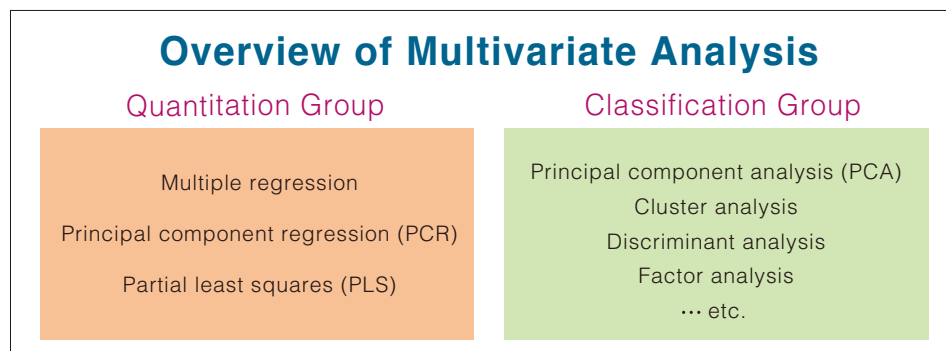 Overview of Multivariate Analysis
Quantitation Group
Multiple regression
Principal component regression (PCR)
Partial least squares (PLS)
Classification Group
Principal component analysis (PCA)
Cluster analysis
Discriminant analysis
Factor analysis
··· etc.